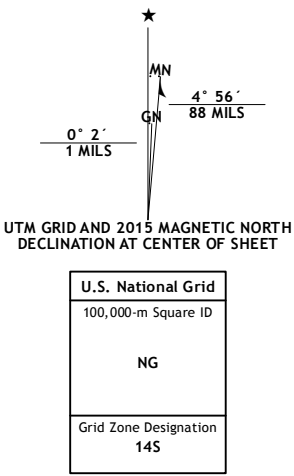 ★
MN
GN
4° 56´
88 MILS
0° 2´
1 MILS
UTM GRID AND 2015 MAGNETIC NORTH
DECLINATION AT CENTER OF SHEET
U.S. National Grid
100,000-m Square ID
NG
Grid Zone Designation
14S